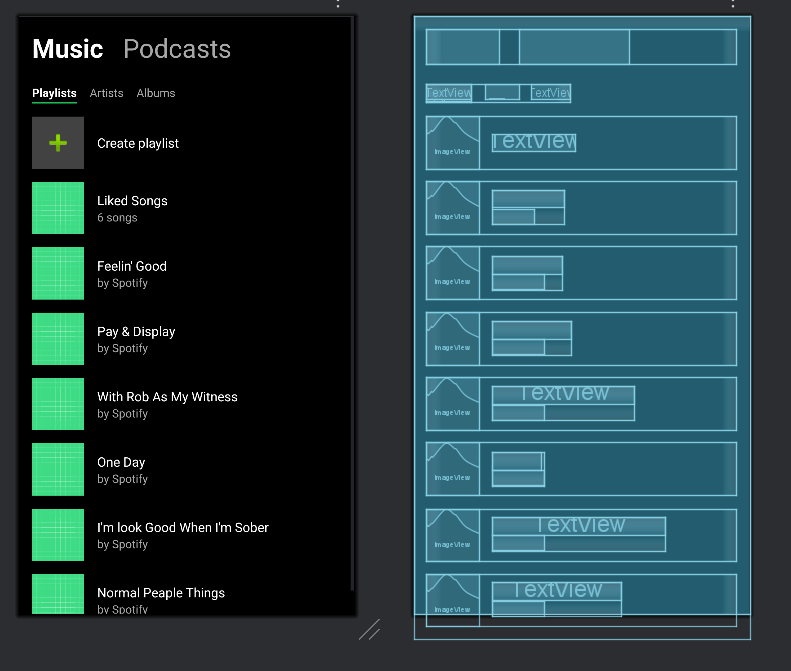 Music Podcasts
Playlists Artists Albums
Create playlist
Liked Songs
6 songs
Feelin' Good
by Spotify
Pay & Display
by Spotify
With Rob As My Witness
by Spotify
One Day
by Spotify
I'm look Good When I'm Sober
by Spotify
Normal Peaple Things
by Spotify
TextView TextView
ImageView TextView
ImageView
ImageView
ImageView
TextView
ImageView
ImageView
TextView
ImageView
TextView
ImageView